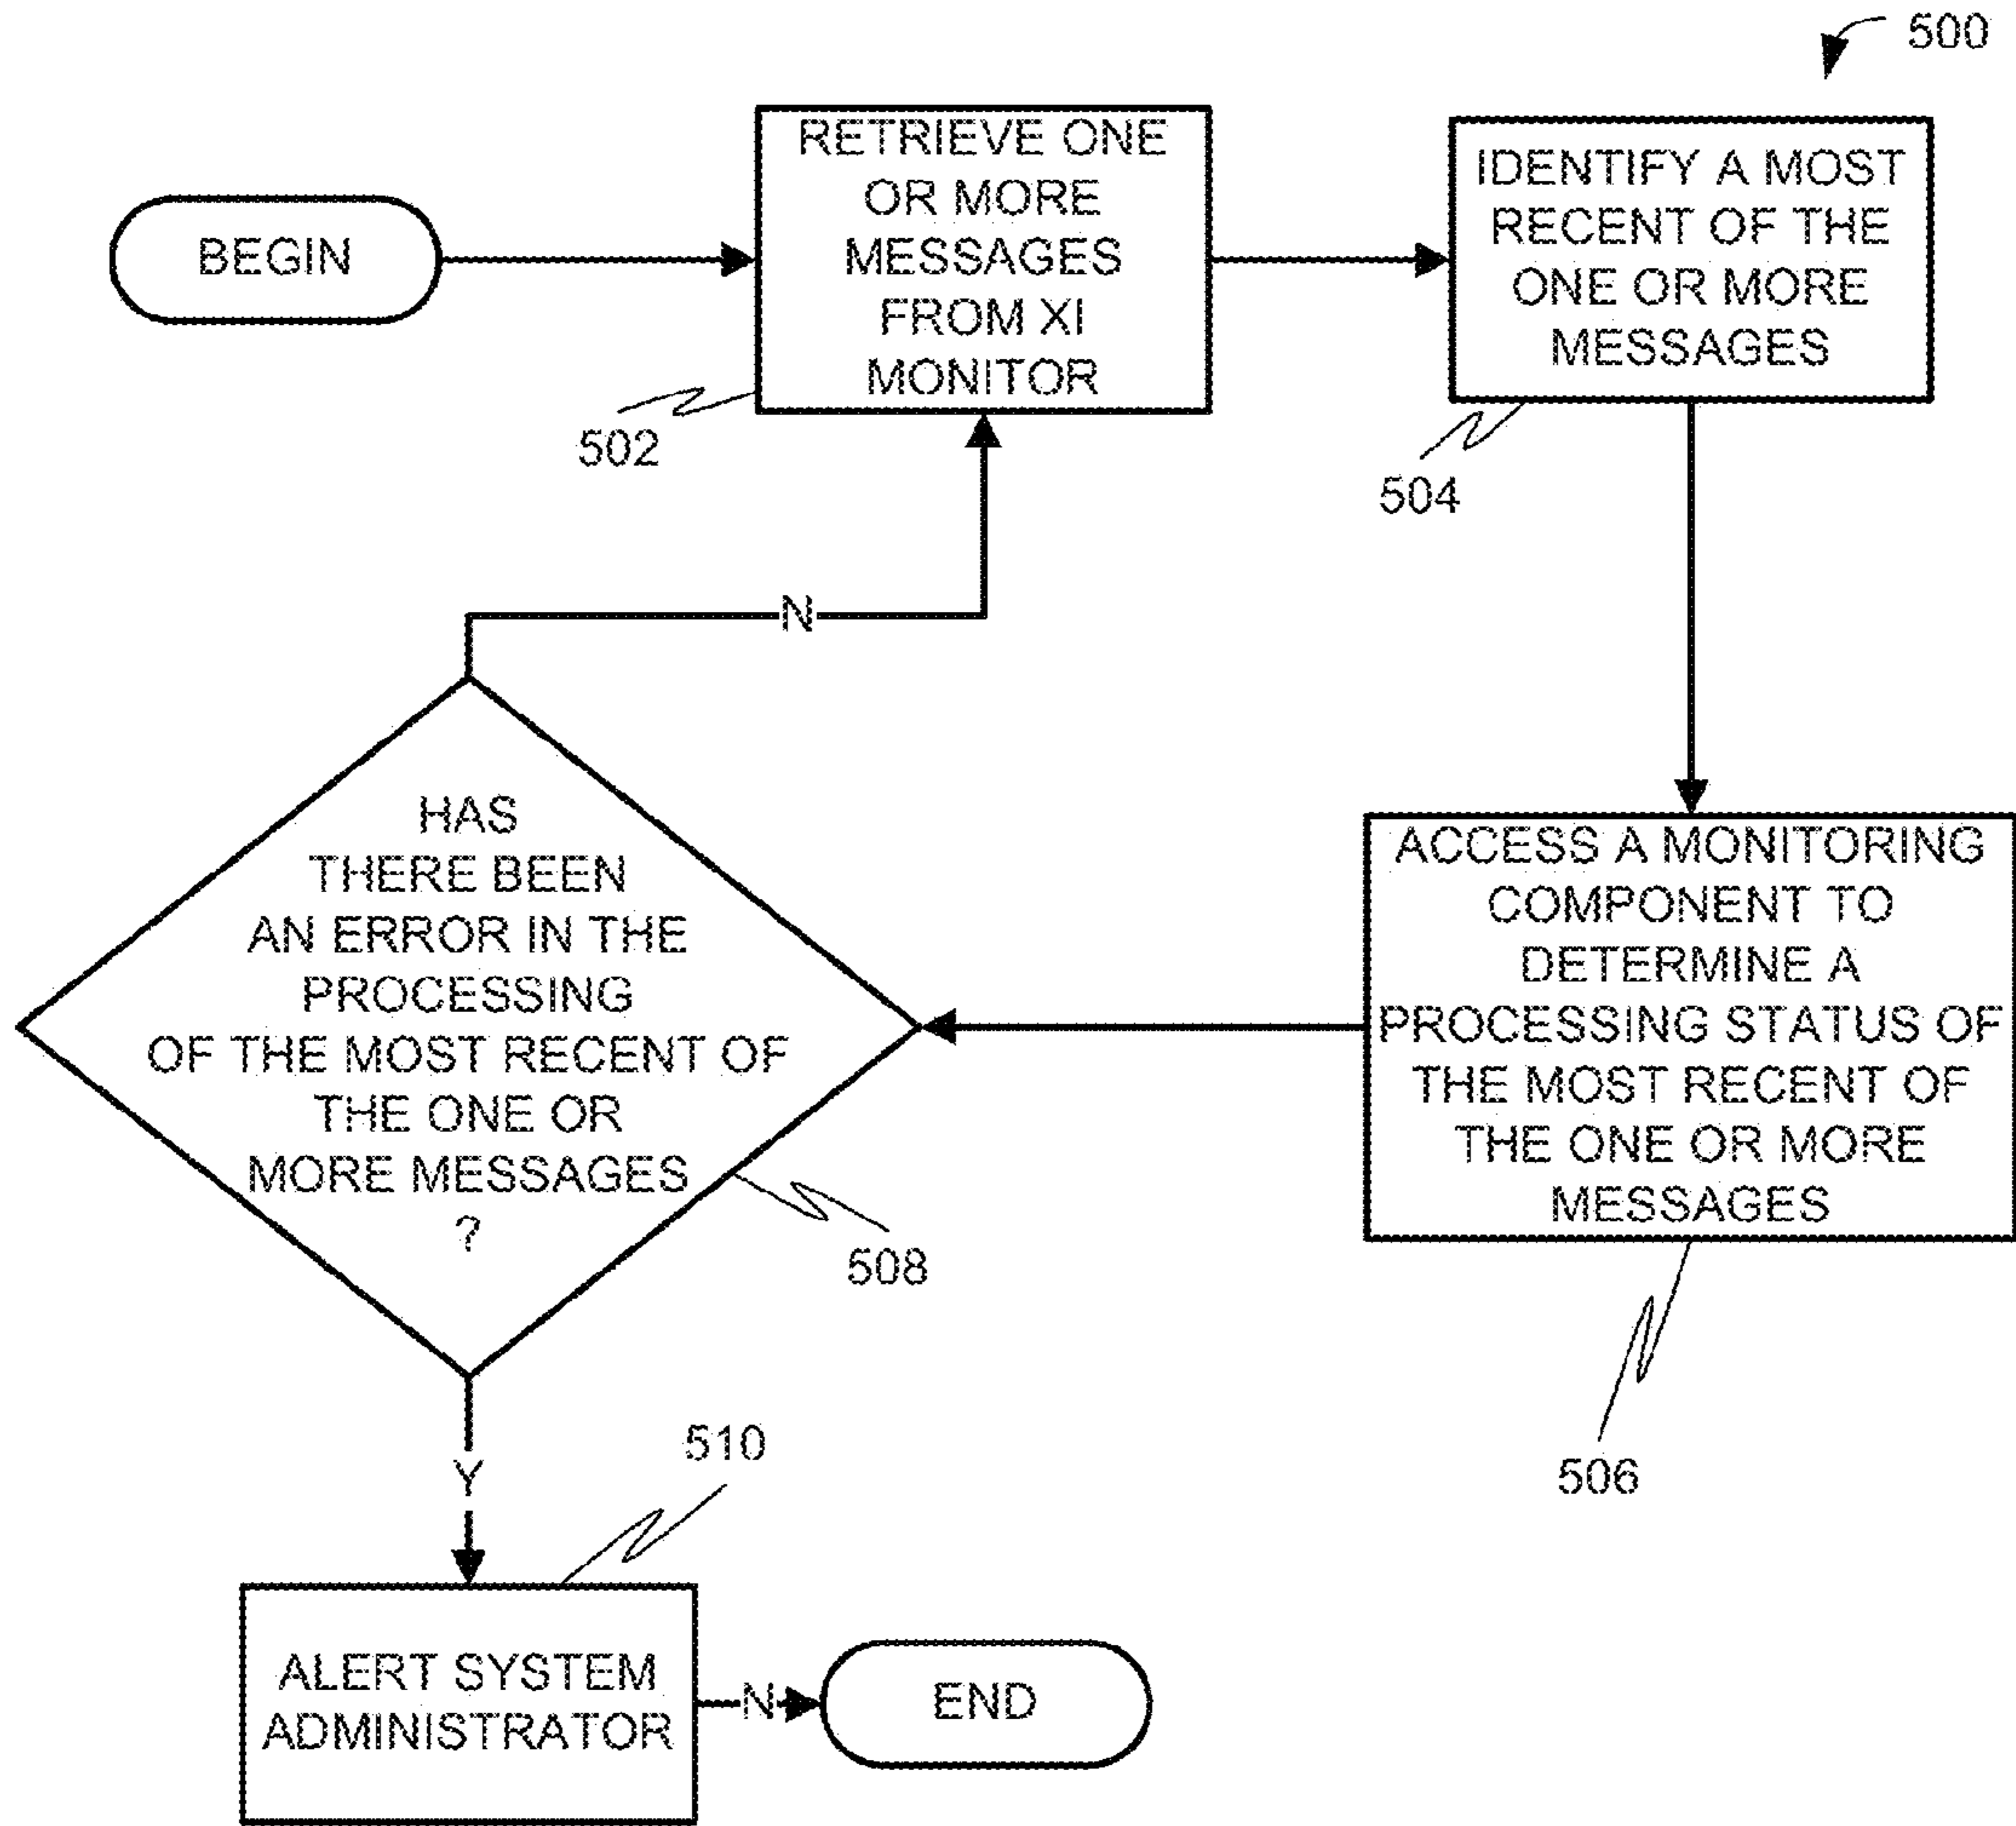 500
BEGIN
RETRIEVE ONE
OR MORE
MESSAGES
FROM XI
MONITOR
502
IDENTIFY A MOST
RECENT OF THE
ONE OR MORE
MESSAGES
504
N
HAS
THERE BEEN
AN ERROR IN THE
PROCESSING
OF THE MOST RECENT OF
THE ONE OR
MORE MESSAGES
?
508
ACCESS A MONITORING
COMPONENT TO
DETERMINE A
PROCESSING STATUS OF
THE MOST RECENT OF
THE ONE OR MORE
MESSAGES
506
Y
510
ALERT SYSTEM
ADMINISTRATOR
N
END